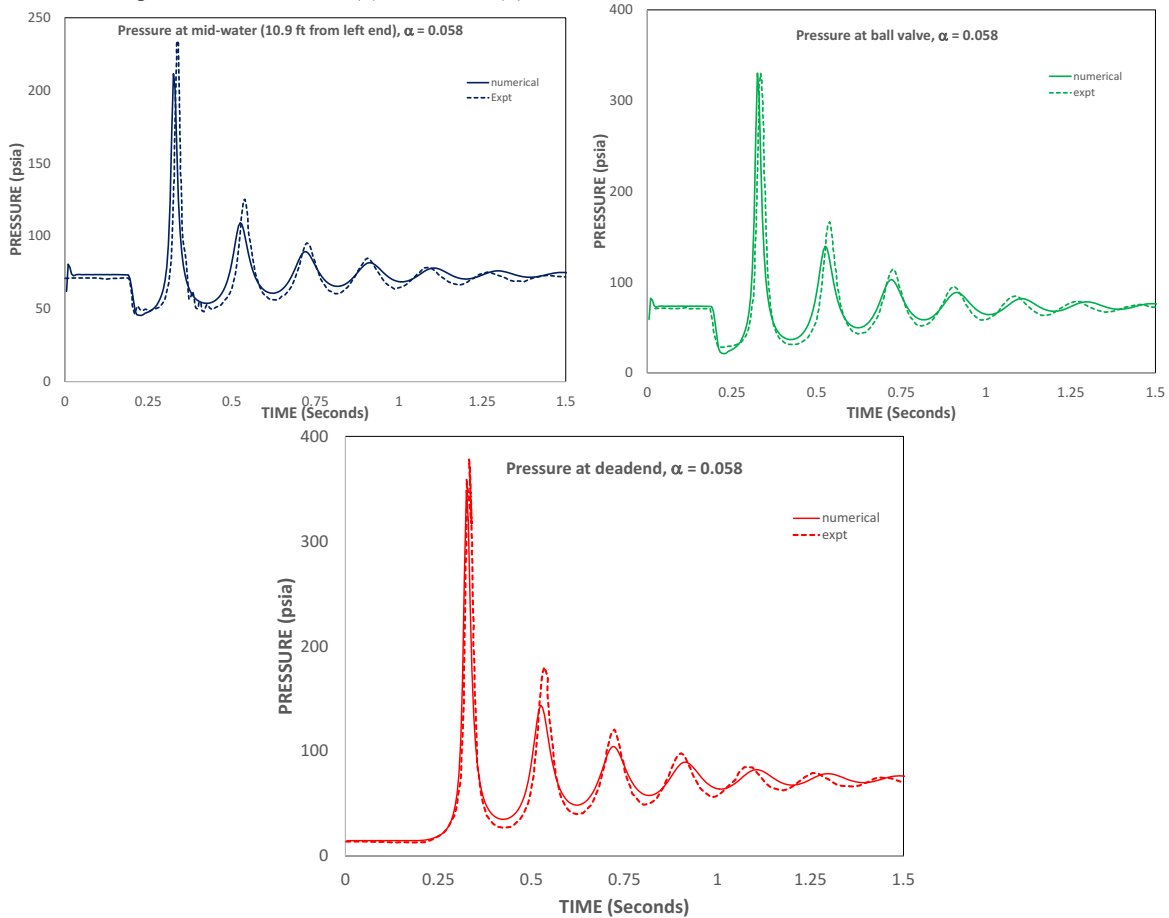 Pressure at mid-water (10.9 ft from left end), α = 0.058
numerical
Expt
250
200
150
100
50
0
PRESSURE (psia)
0 0.25 0.5 0.75 1 1.25 1.5
TIME (Seconds)
Pressure at ball valve, α = 0.058
numerical
expt
400
300
200
100
0
PRESSURE (psia)
0 0.25 0.5 0.75 1 1.25 1.5
TIME (Seconds)
Pressure at deadend, α = 0.058
numerical
expt
400
300
200
100
0
PRESSURE (psia)
0 0.25 0.5 0.75 1 1.25 1.5
TIME (Seconds)